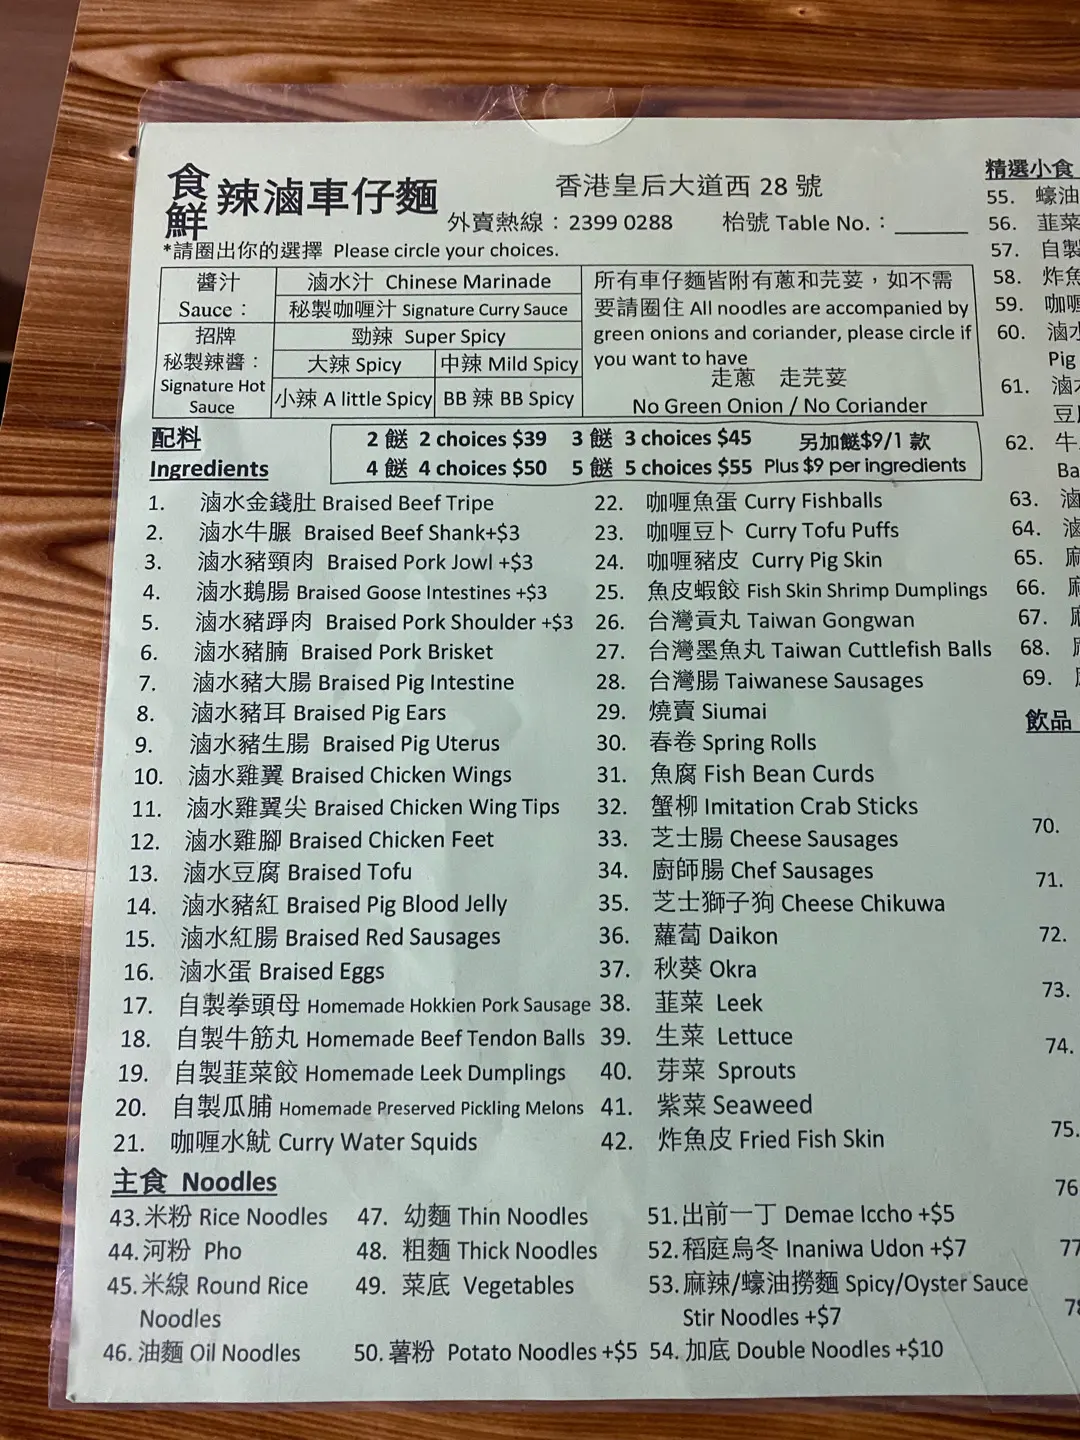 食鮮 辣滷車仔麵
香港皇后大道西 28 號
外賣熱線：2399 0288 枱號 Table No.：
*請圈出你的選擇 Please circle your choices.
醬汁 Sauce：
滷水汁 Chinese Marinade
秘製咖喱汁 Signature Curry Sauce
招牌
秘製辣醬：
Signature Hot
Sauce
勁辣 Super Spicy
大辣 Spicy 中辣 Mild Spicy
小辣 A little Spicy BB 辣 BB Spicy
所有車仔麵皆附有蔥和芫荽，如不需
要請圈住 All noodles are accompanied by
green onions and coriander, please circle if
you want to have
走蔥 走芫荽
No Green Onion / No Coriander
配料
Ingredients
2 餸 2 choices $39 3 餸 3 choices $45 另加餸$9/1 款
4 餸 4 choices $50 5 餸 5 choices $55 Plus $9 per ingredients
1. 滷水金錢肚 Braised Beef Tripe
2. 滷水牛𦟌 Braised Beef Shank+$3
3. 滷水豬頸肉 Braised Pork Jowl +$3
4. 滷水鵝腸 Braised Goose Intestines +$3
5. 滷水豬踭肉 Braised Pork Shoulder +$3
6. 滷水豬腩 Braised Pork Brisket
7. 滷水豬大腸 Braised Pig Intestine
8. 滷水豬耳 Braised Pig Ears
9. 滷水豬生腸 Braised Pig Uterus
10. 滷水雞翼 Braised Chicken Wings
11. 滷水雞翼尖 Braised Chicken Wing Tips
12. 滷水雞腳 Braised Chicken Feet
13. 滷水豆腐 Braised Tofu
14. 滷水豬紅 Braised Pig Blood Jelly
15. 滷水紅腸 Braised Red Sausages
16. 滷水蛋 Braised Eggs
17. 自製拳頭母 Homemade Hokkien Pork Sausage
18. 自製牛筋丸 Homemade Beef Tendon Balls
19. 自製韮菜餃 Homemade Leek Dumplings
20. 自製瓜脯 Homemade Preserved Pickling Melons
21. 咖喱水魷 Curry Water Squids
22. 咖喱魚蛋 Curry Fishballs
23. 咖喱豆卜 Curry Tofu Puffs
24. 咖喱豬皮 Curry Pig Skin
25. 魚皮蝦餃 Fish Skin Shrimp Dumplings
26. 台灣貢丸 Taiwan Gongwan
27. 台灣墨魚丸 Taiwan Cuttlefish Balls
28. 台灣腸 Taiwanese Sausages
29. 燒賣 Siumai
30. 春卷 Spring Rolls
31. 魚腐 Fish Bean Curds
32. 蟹柳 Imitation Crab Sticks
33. 芝士腸 Cheese Sausages
34. 廚師腸 Chef Sausages
35. 芝士獅子狗 Cheese Chikuwa
36. 蘿蔔 Daikon
37. 秋葵 Okra
38. 韮菜 Leek
39. 生菜 Lettuce
40. 芽菜 Sprouts
41. 紫菜 Seaweed
42. 炸魚皮 Fried Fish Skin
主食 Noodles
43. 米粉 Rice Noodles
44. 河粉 Pho
45. 米線 Round Rice
Noodles
46. 油麵 Oil Noodles
47. 幼麵 Thin Noodles
48. 粗麵 Thick Noodles
49. 菜底 Vegetables
50. 薯粉 Potato Noodles +$5
51. 出前一丁 Demae Iccho +$5
52. 稻庭烏冬 Inaniwa Udon +$7
53. 麻辣/蠔油撈麵 Spicy/Oyster Sauce
Stir Noodles +$7
54. 加底 Double Noodles +$10
精選小食
55. 蠔油
56. 韮菜
57. 自製
58. 炸魚
59. 咖喱
60. 滷水
Pig
61. 滷水
豆
62. 牛
Ba
63. 滷
64. 滷
65. 麻
66. 麻
67. 麻
68.
69.
飲品
70.
71.
72.
73.
74.
75.
76
77